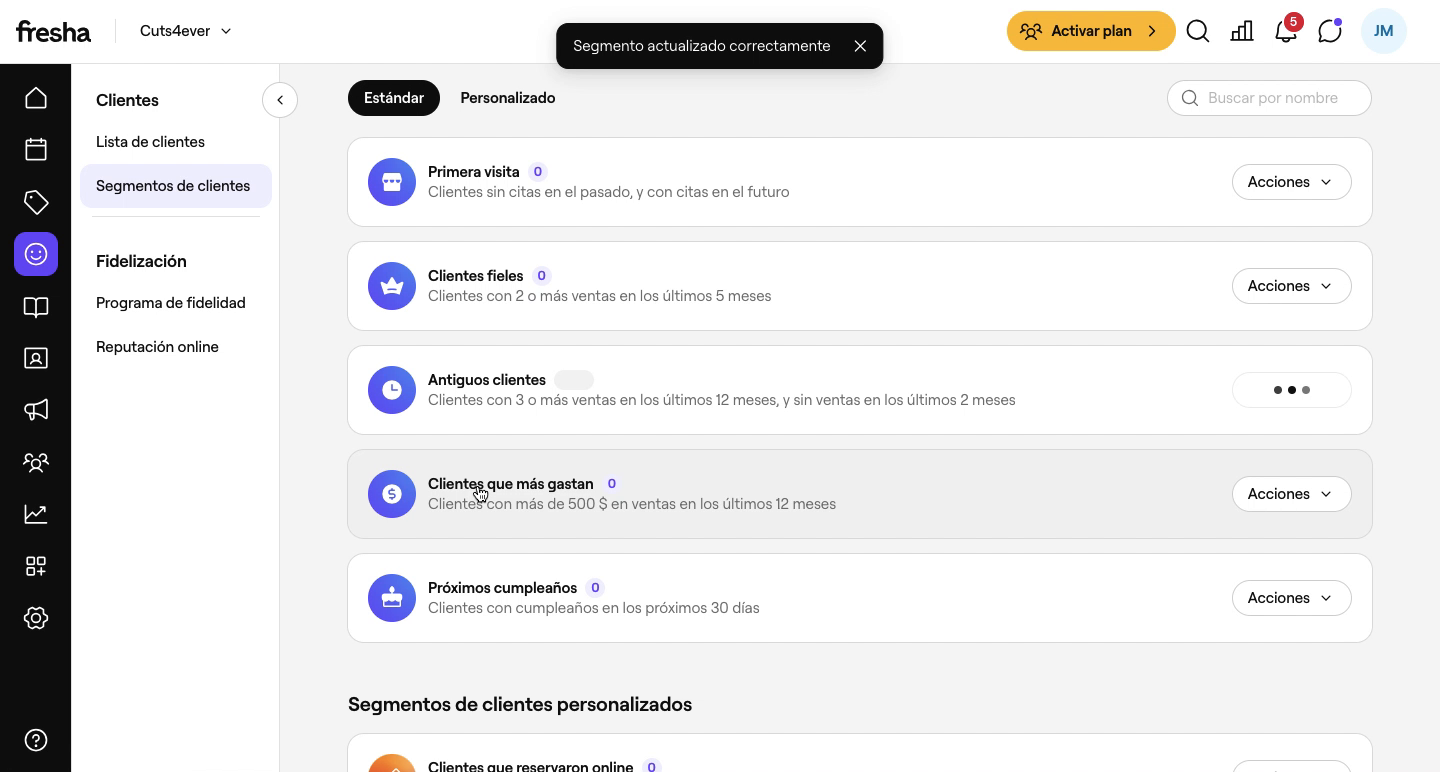 fresha
Cuts4ever
Segmento actualizado correctamente
Activar plan
5
JM
Clientes
Lista de clientes
Segmentos de clientes
Fidelización
Programa de fidelidad
Reputación online
Estándar
Personalizado
Buscar por nombre
Primera visita 0
Clientes sin citas en el pasado, y con citas en el futuro
Acciones
Clientes fieles 0
Clientes con 2 o más ventas en los últimos 5 meses
Acciones
Antiguos clientes
Clientes con 3 o más ventas en los últimos 12 meses, y sin ventas en los últimos 2 meses
Clientes que más gastan 0
Clientes con más de 500 $ en ventas en los últimos 12 meses
Acciones
Próximos cumpleaños 0
Clientes con cumpleaños en los próximos 30 días
Acciones
Segmentos de clientes personalizados
Clientes que reservaron online 0